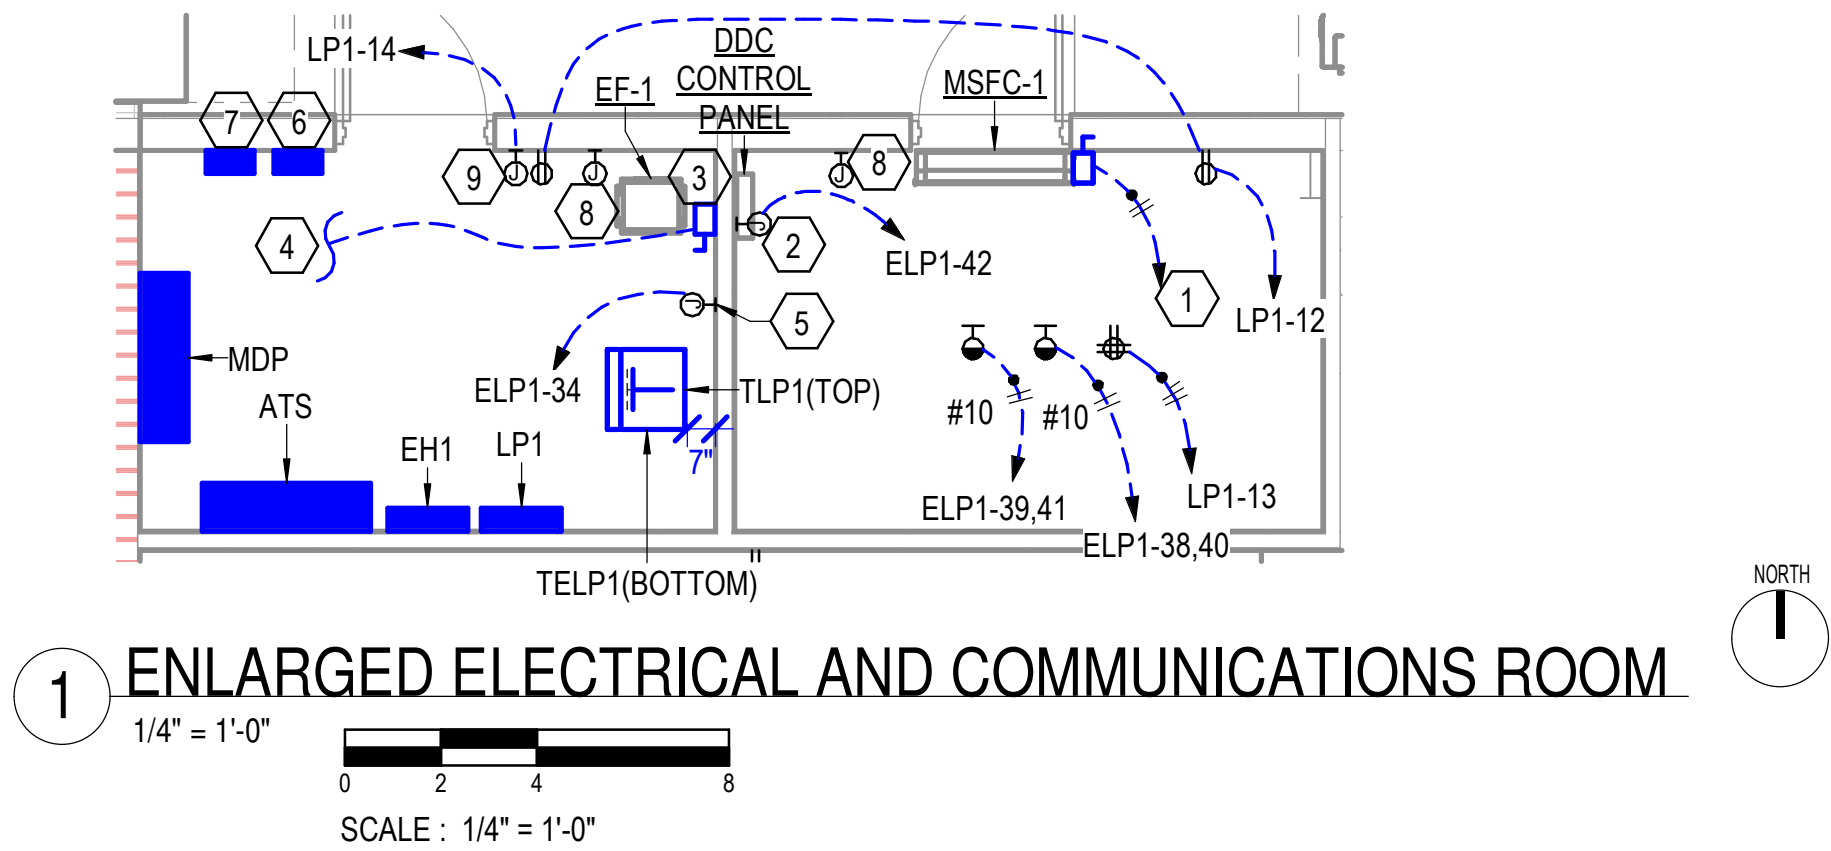 LP1-14
DDC
CONTROL
PANEL
EF-1
MSFC-1
7
6
9
J
J
8
3
J
8
4
J
2
ELP1-42
1
LP1-12
J
5
MDP
ELP1-34
TLP1(TOP)
ATS
EH1
LP1
7"
#10
#10
ELP1-39,41
LP1-13
ELP1-38,40
"
TELP1(BOTTOM)
NORTH
1
ENLARGED ELECTRICAL AND COMMUNICATIONS ROOM
1/4" = 1'-0"
0 2 4 8
SCALE : 1/4" = 1'-0"